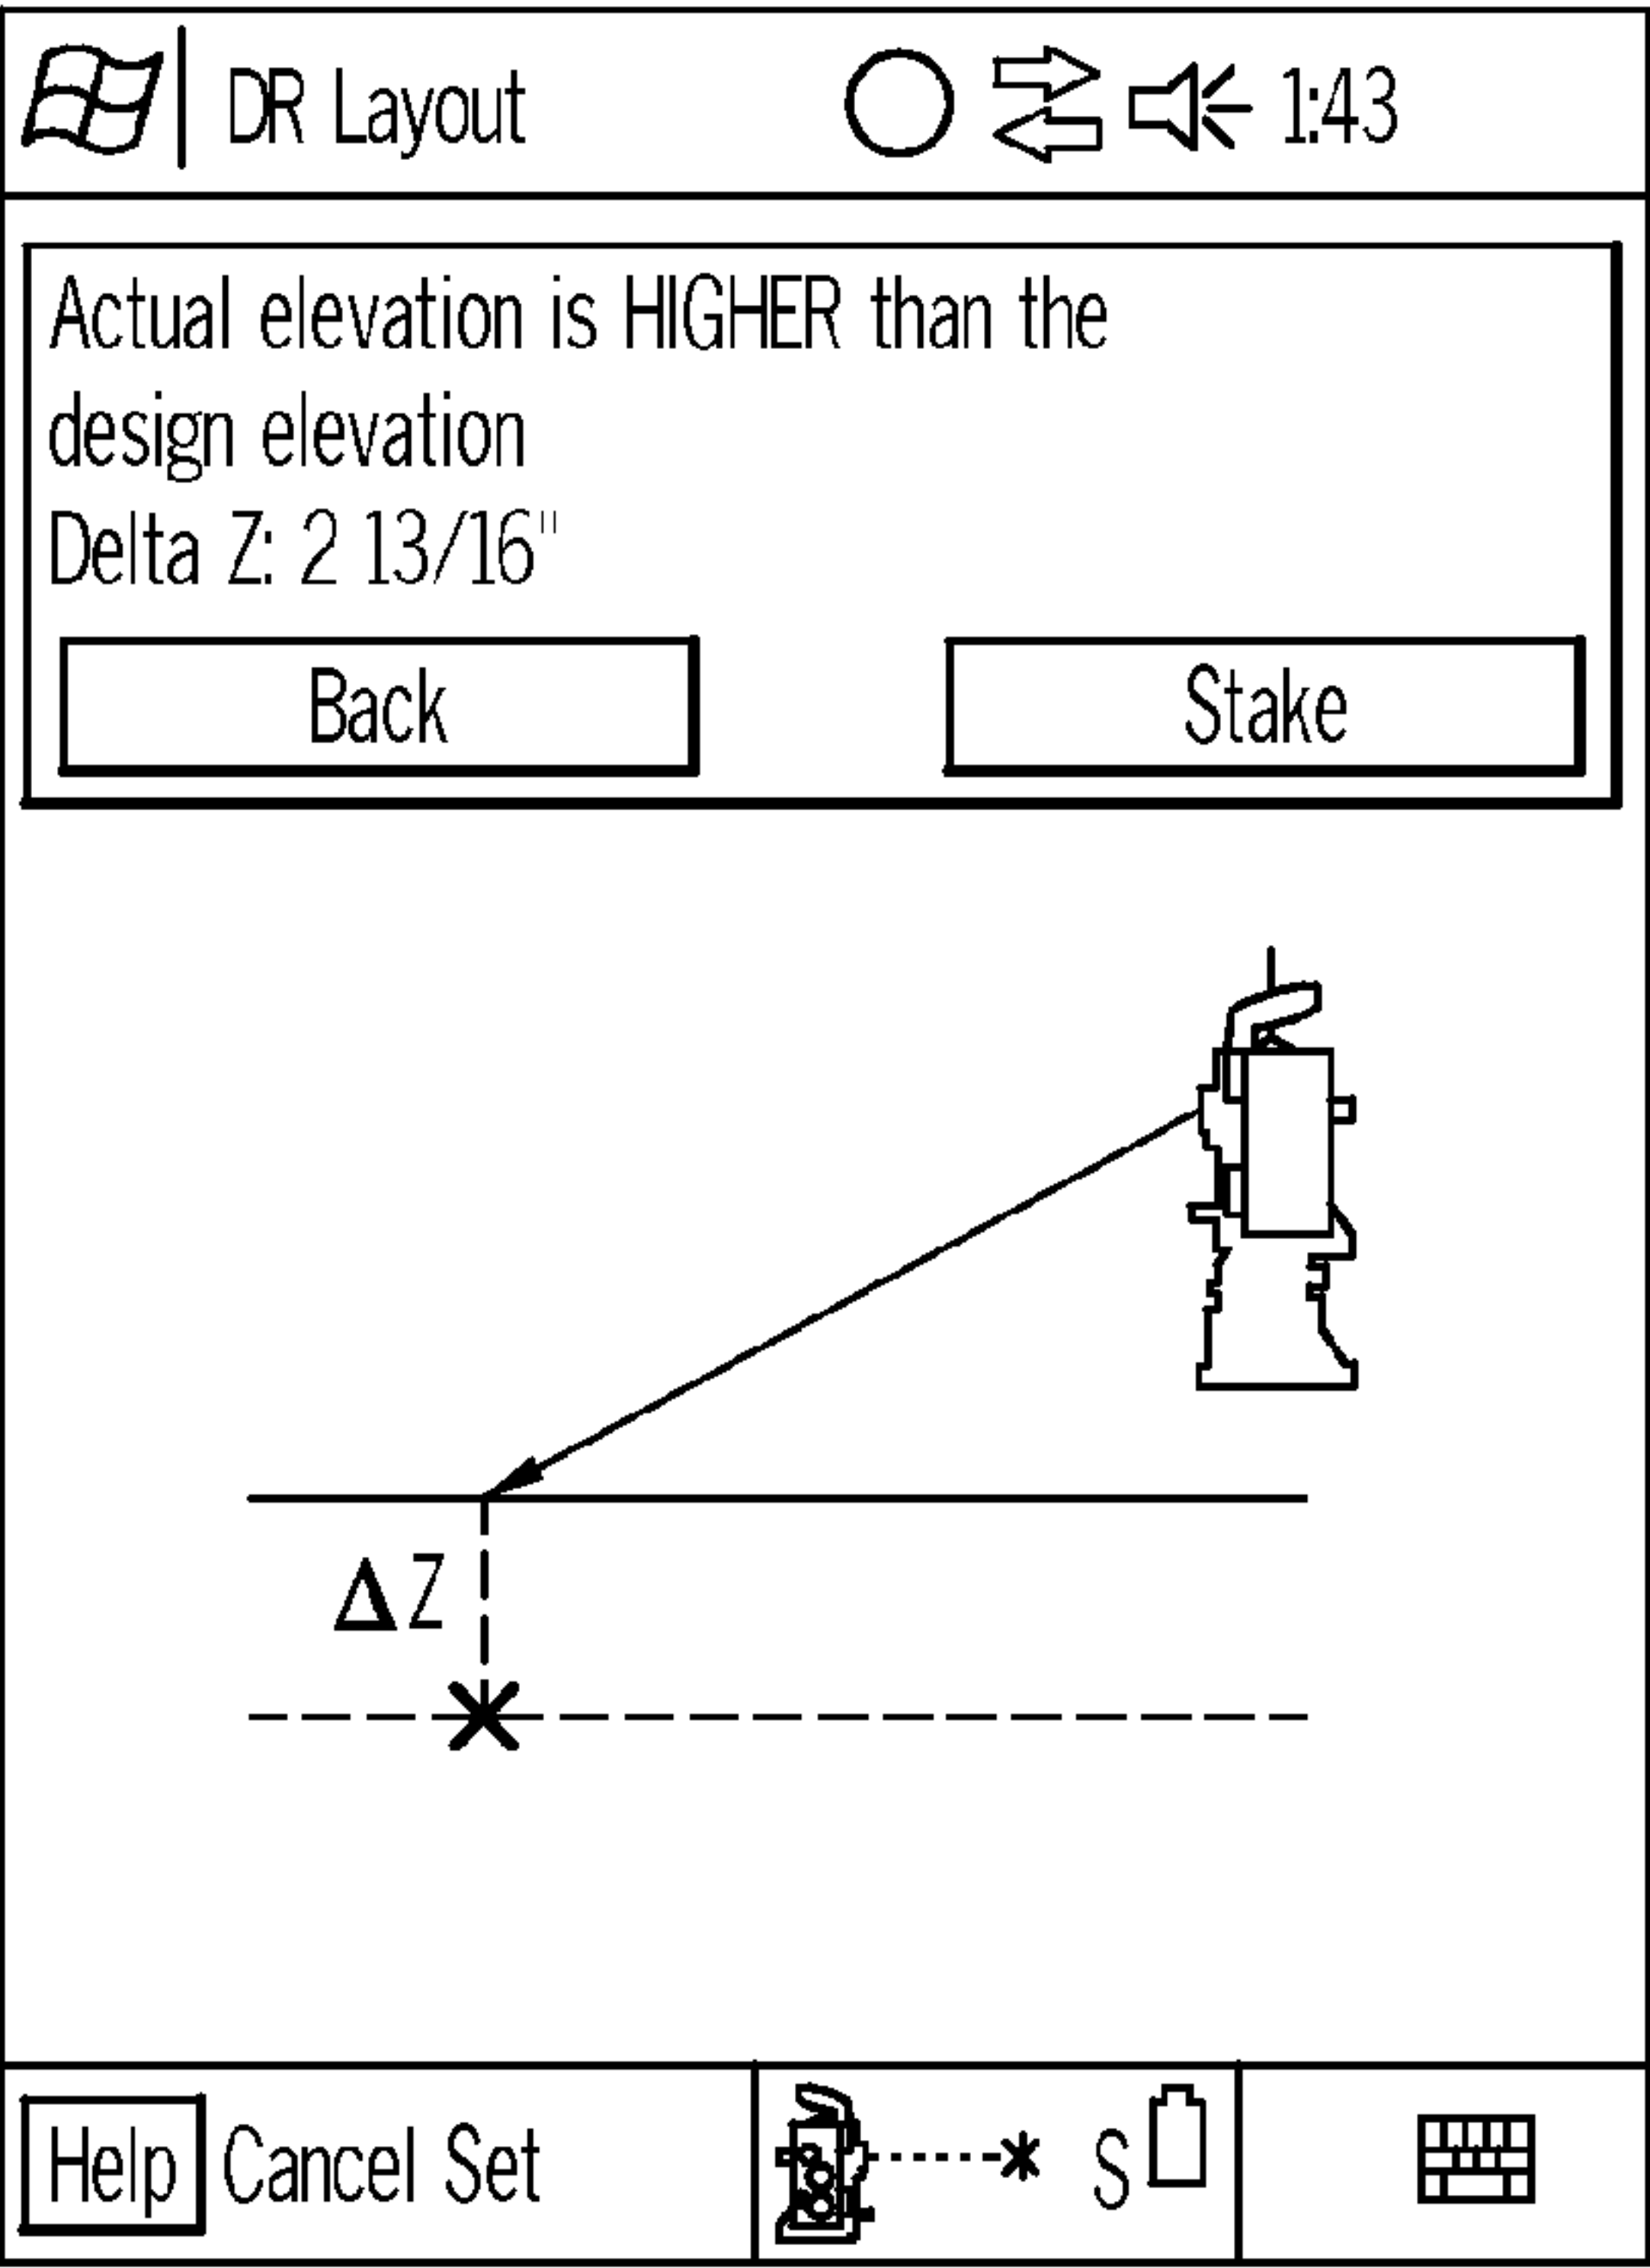 DR Layout 1:43
Actual elevation is HIGHER than the
design elevation
Delta Z: 2 13/16"
Back Stake
ΔZ
Help Cancel Set S